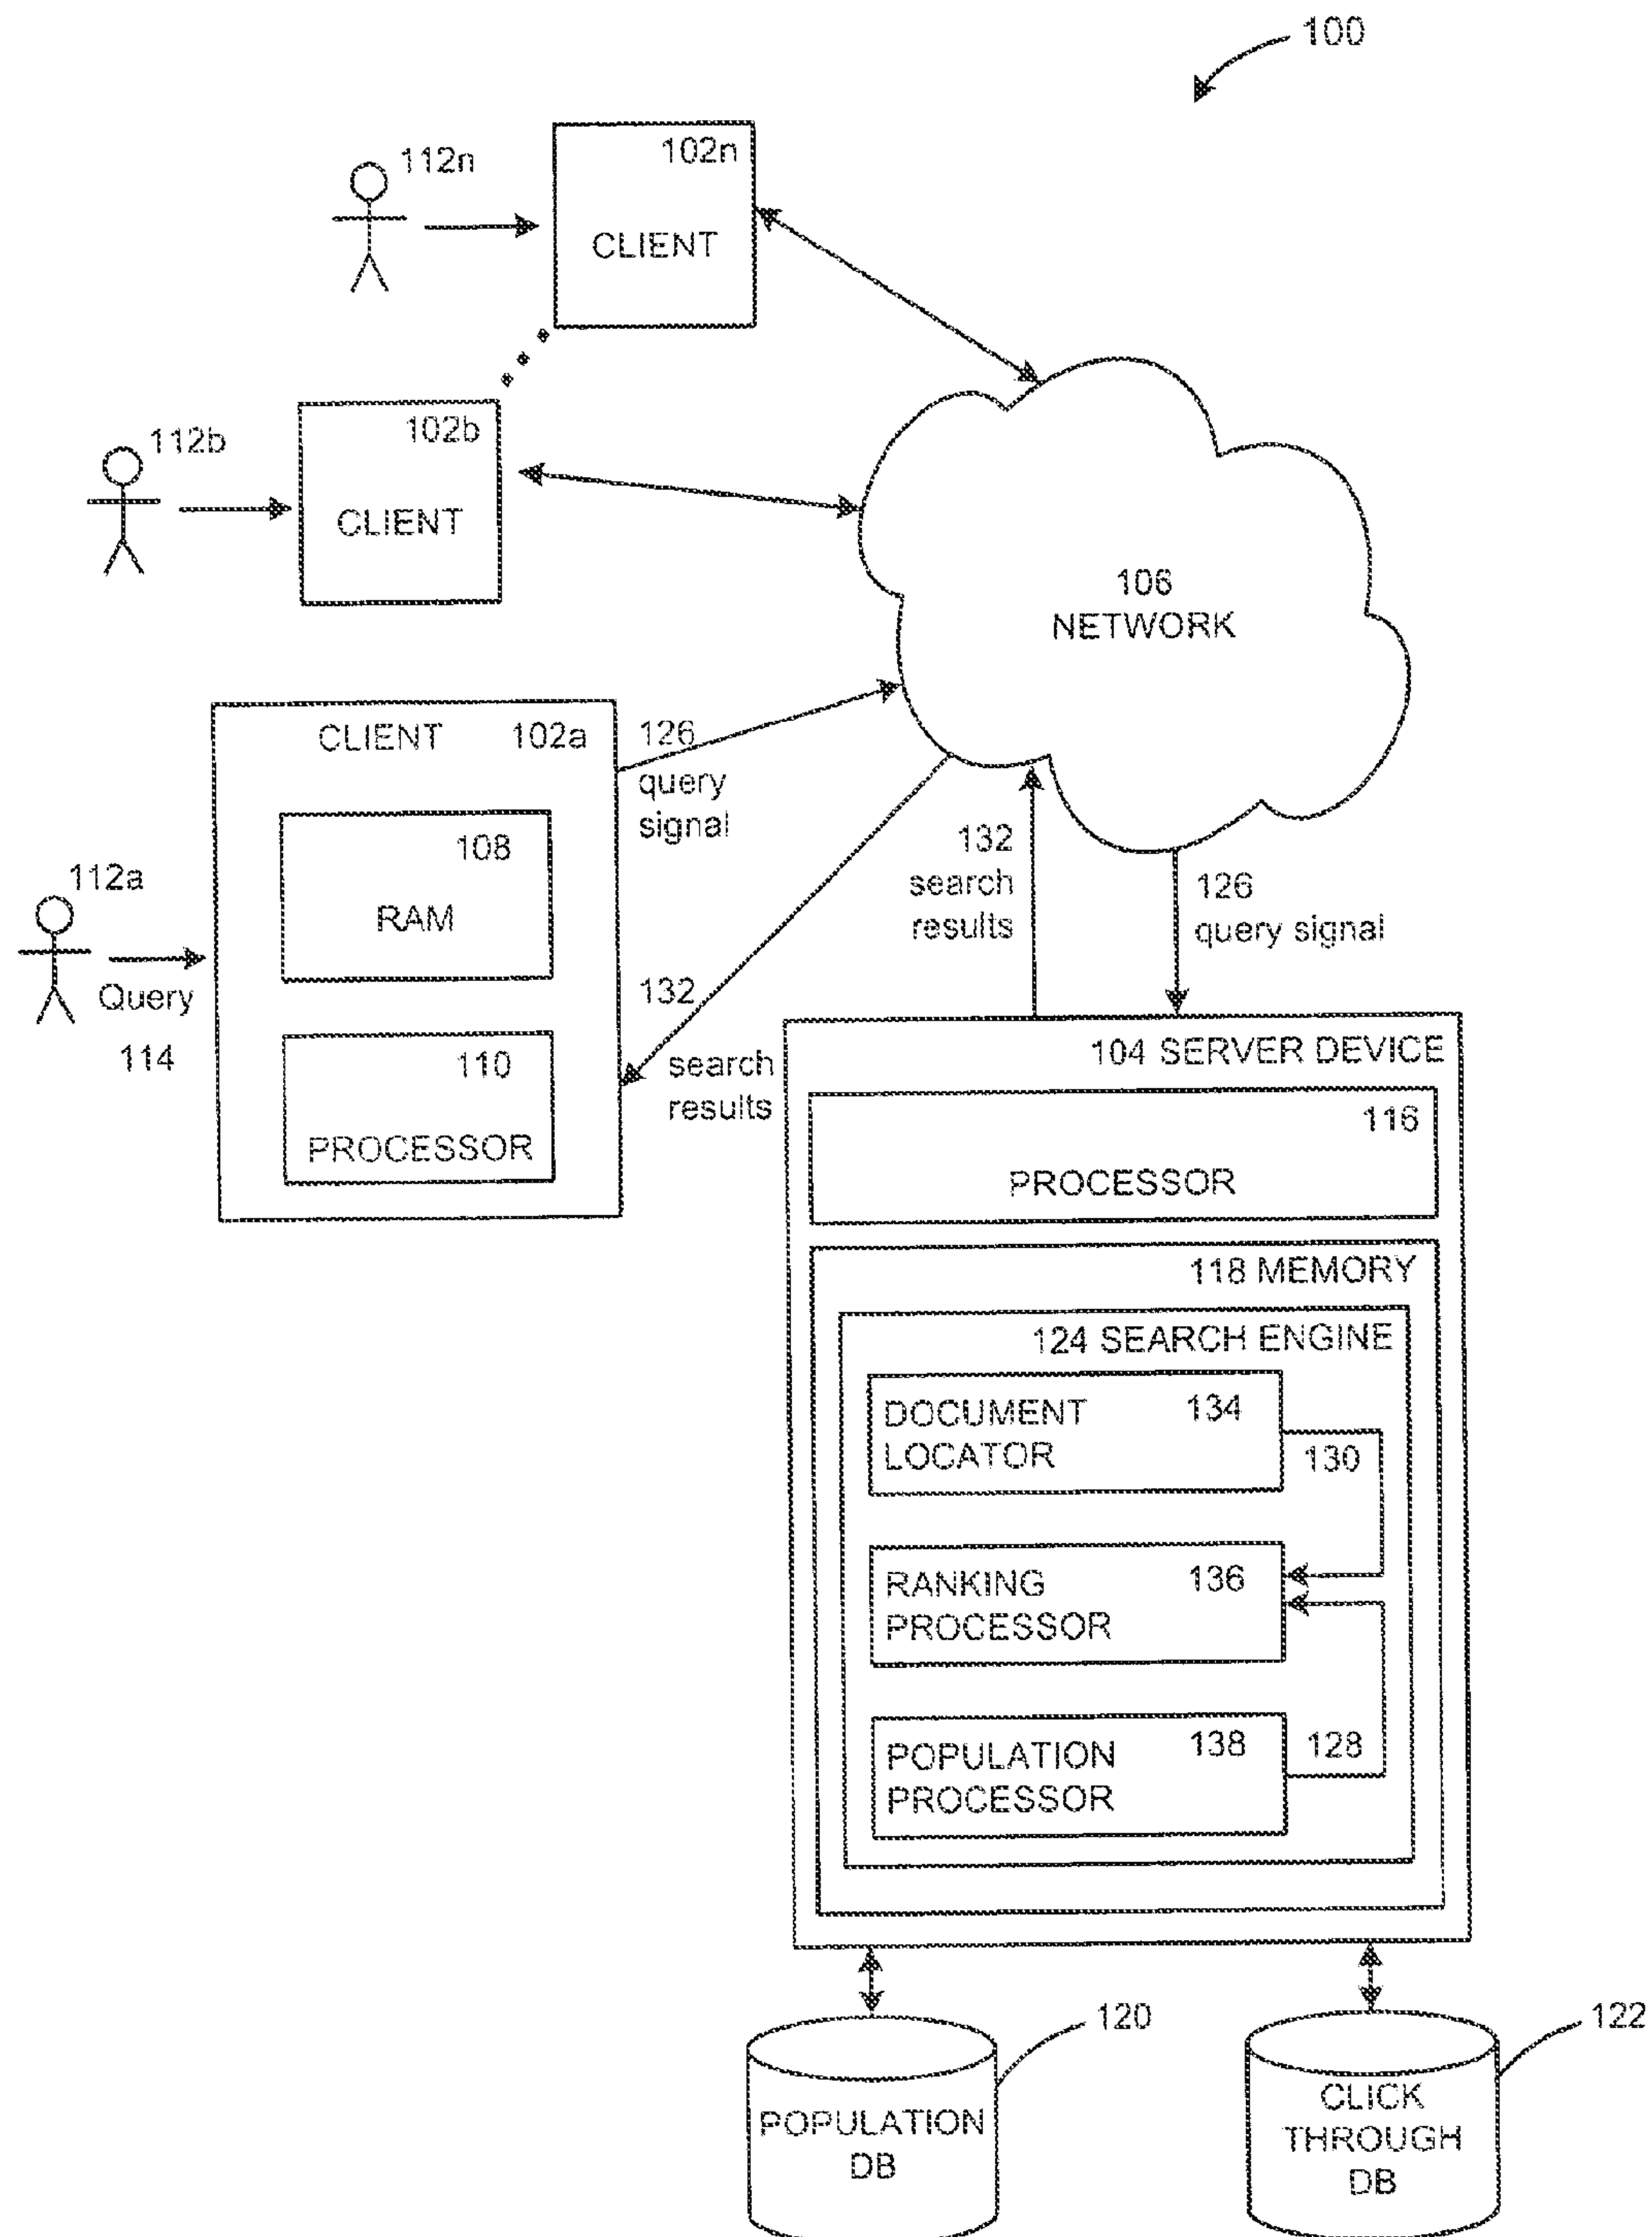 100
112n
102n
CLIENT
112b
102b
CLIENT
106
NETWORK
CLIENT 102a
126
query
signal
108
RAM
112a
Query
114
132
search
results
126
query signal
132
search
results
110
PROCESSOR
104 SERVER DEVICE
116
PROCESSOR
118 MEMORY
124 SEARCH ENGINE
DOCUMENT 134
LOCATOR
130
RANKING 136
PROCESSOR
POPULATION 138
PROCESSOR
128
120
122
POPULATION
DB
CLICK
THROUGH
DB